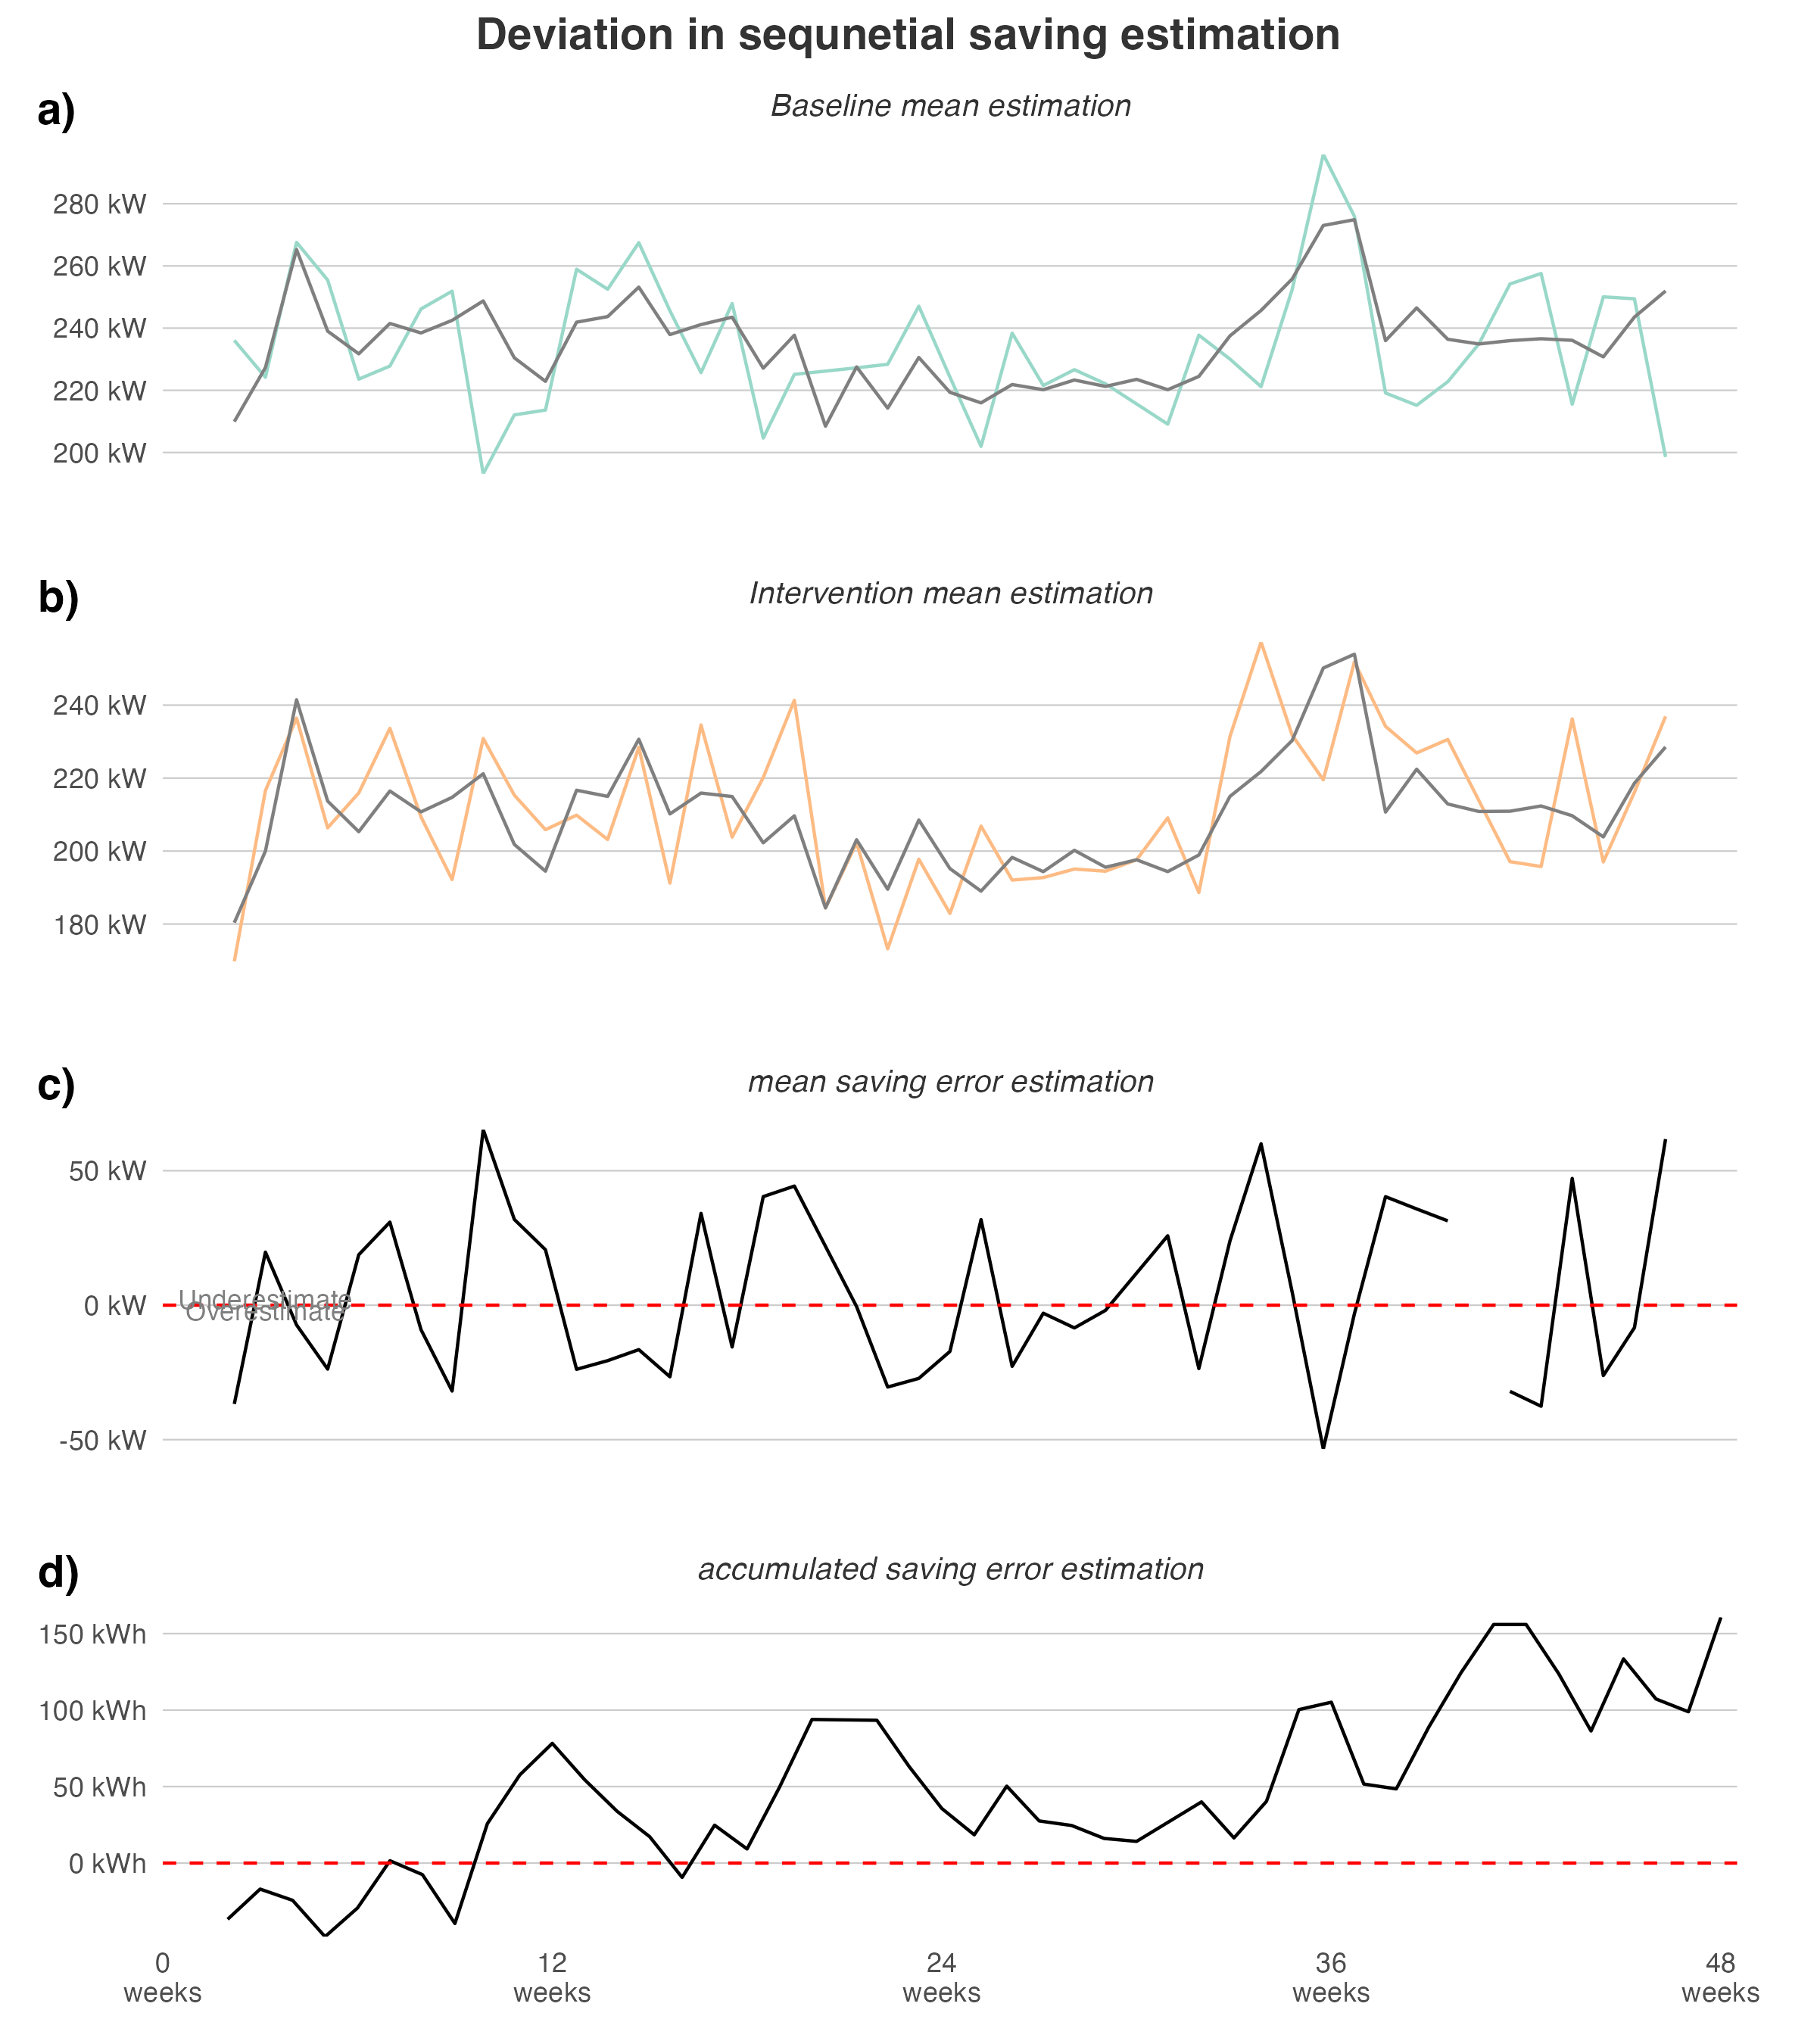 Deviation in sequnetial saving estimation
a)
Baseline mean estimation
280 kW
260 kW
240 kW
220 kW
200 kW
b)
Intervention mean estimation
240 kW
220 kW
200 kW
180 kW
c)
mean saving error estimation
50 kW
Underestimate
0 kW
Overestimate
-50 kW
d)
accumulated saving error estimation
150 kWh
100 kWh
50 kWh
0 kWh
0 12 24 36 48
weeks weeks weeks weeks weeks